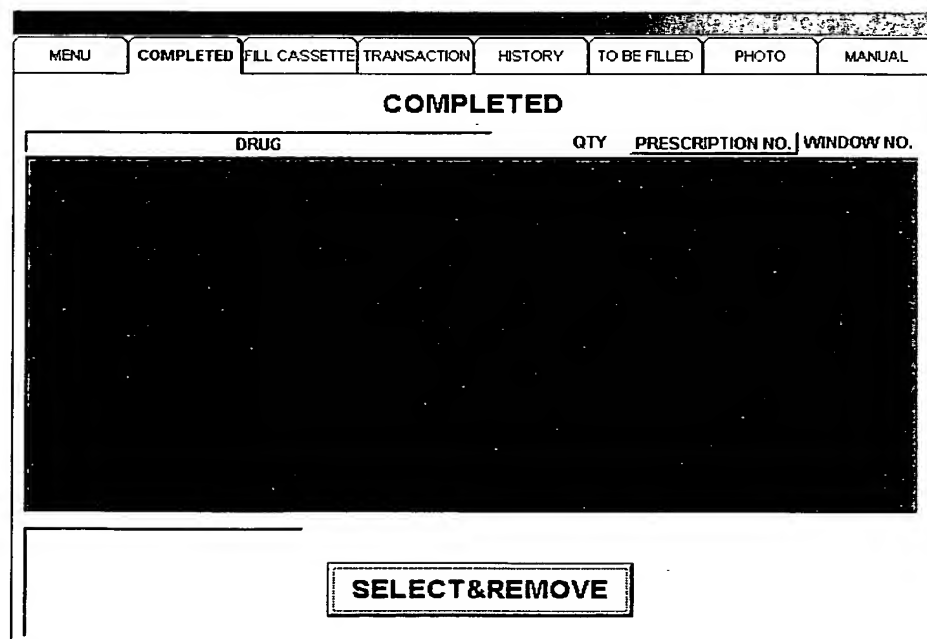 MENU COMPLETED FILL CASSETTE TRANSACTION HISTORY TO BE FILLED PHOTO MANUAL
COMPLETED
DRUG QTY PRESCRIPTION NO. WINDOW NO.
SELECT&REMOVE